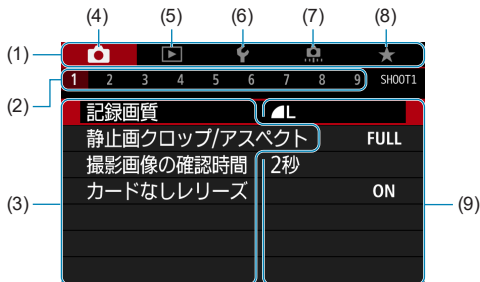 (4) (5) (6) (7) (8)
(1)
1 2 3 4 5 6 7 8 9 SHOOT1
(2)
記録画質 L
静止画クロップ/アスペクト FULL
撮影画像の確認時間 2秒
(3) カードなしレリーズ ON (9)